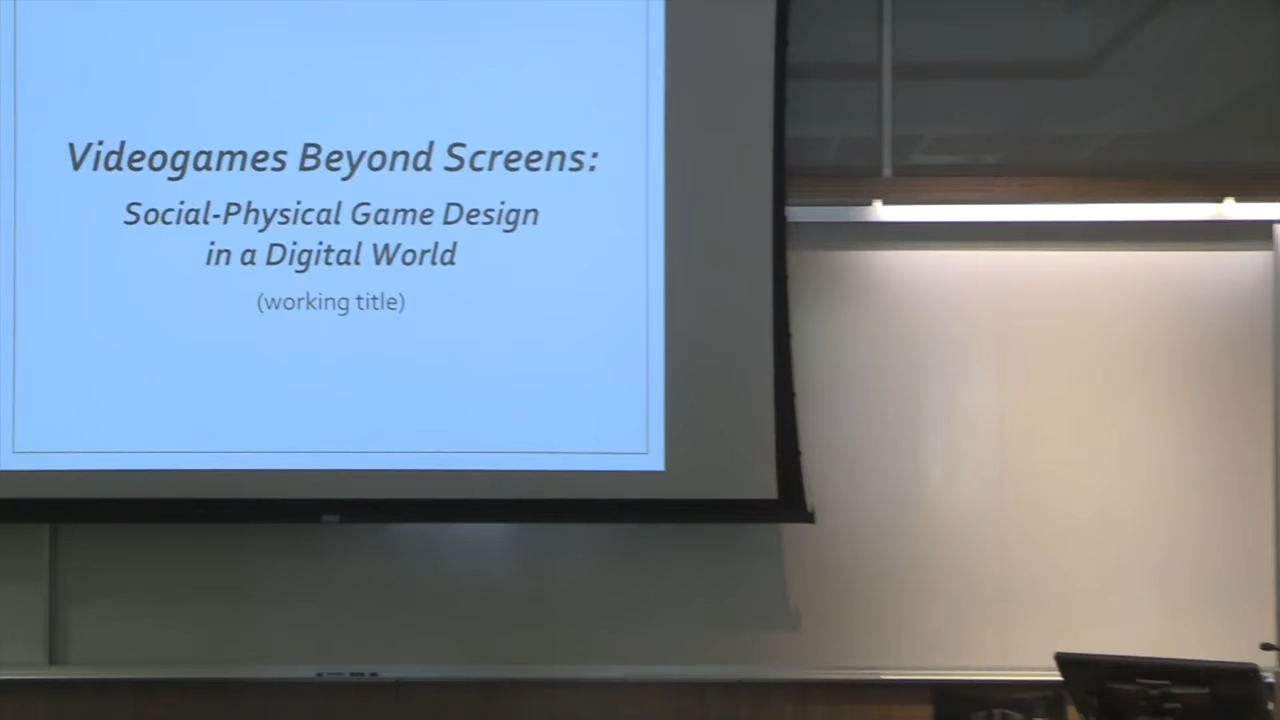 Videogames Beyond Screens:
Social-Physical Game Design
in a Digital World
(working title)